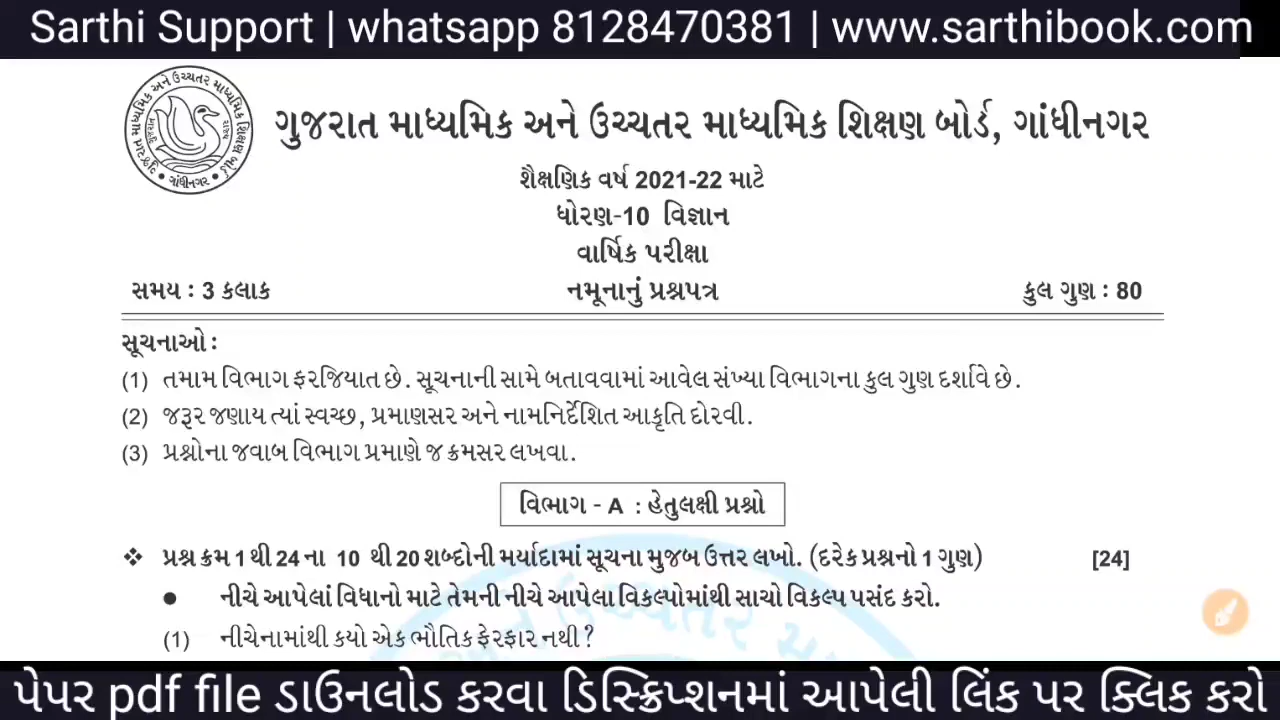 Sarthi Support | whatsapp 8128470381 | www.sarthibook.com
ગુજરાત માધ્યમિક અને ઉચ્ચતર માધ્યમિક શિક્ષણ બોર્ડ, ગાંધીનગર
શૈક્ષણિક વર્ષ 2021-22 માટે
ધોરણ-10 વિજ્ઞાન
વાર્ષિક પરીક્ષા
સમય : 3 કલાક નમૂનાનું પ્રશ્નપત્ર કુલ ગુણ : 80
સૂચનાઓ :
(1) તમામ વિભાગ ફરજિયાત છે. સૂચનાની સામે બતાવવામાં આવેલ સંખ્યા વિભાગના કુલ ગુણ દર્શાવે છે.
(2) જરૂર જણાય ત્યાં સ્વચ્છ, પ્રમાણસર અને નામનિર્દેશિત આકૃતિ દોરવી.
(3) પ્રશ્નોના જવાબ વિભાગ પ્રમાણે જ ક્રમસર લખવા.
વિભાગ - A : હેતુલક્ષી પ્રશ્નો
❖ પ્રશ્ન ક્રમ 1 થી 24 ના 10 થી 20 શબ્દોની મર્યાદામાં સૂચના મુજબ ઉત્તર લખો. (દરેક પ્રશ્નનો 1 ગુણ) [24]
● નીચે આપેલાં વિધાનો માટે તેમની નીચે આપેલા વિકલ્પોમાંથી સાચો વિકલ્પ પસંદ કરો.
(1) નીચેનામાંથી કયો એક ભૌતિક ફેરફાર નથી ?
પેપર pdf file ડાઉનલોડ કરવા ડિસ્ક્રિપ્શનમાં આપેલી લિંક પર ક્લિક કરો